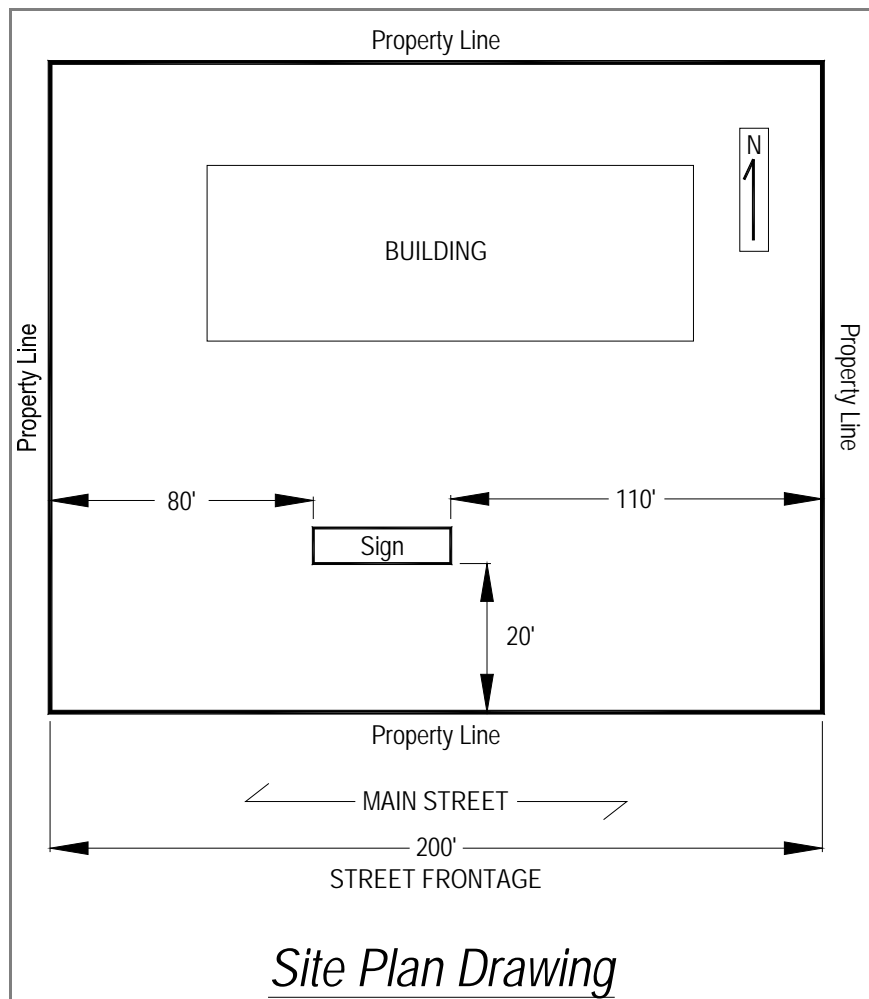 Property Line
N
BUILDING
Property Line
Property Line
80'
110'
Sign
20'
Property Line
MAIN STREET
200'
STREET FRONTAGE
Site Plan Drawing